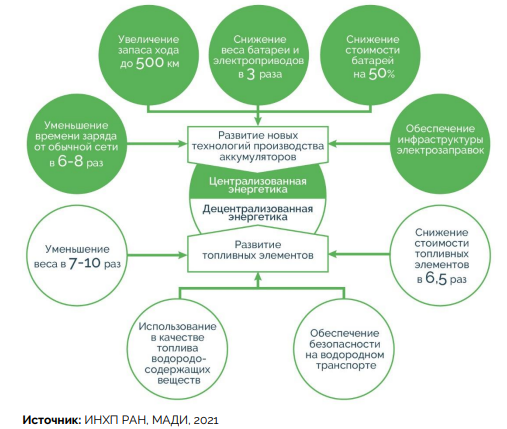 Увеличение
запаса хода
до 500 км
Снижение
веса батареи и
электроприводов
в 3 раза
Снижение
стоимости
батарей
на 50%
Уменьшение
времени заряда
от обычной сети
в 6-8 раз
Развитие новых
технологий производства
аккумуляторов
Обеспечение
инфраструктуры
электрозаправок
Централизованная
энергетика
Децентрализованная
энергетика
Уменьшение
веса в 7-10 раз
Развитие
топливных элементов
Снижение
стоимости
топливных
элементов
в 6,5 раз
Использование
в качестве
топлива
водородо-
содержащих
веществ
Обеспечение
безопасности
на водородном
транспорте
Источник: ИНХП РАН, МАДИ, 2021